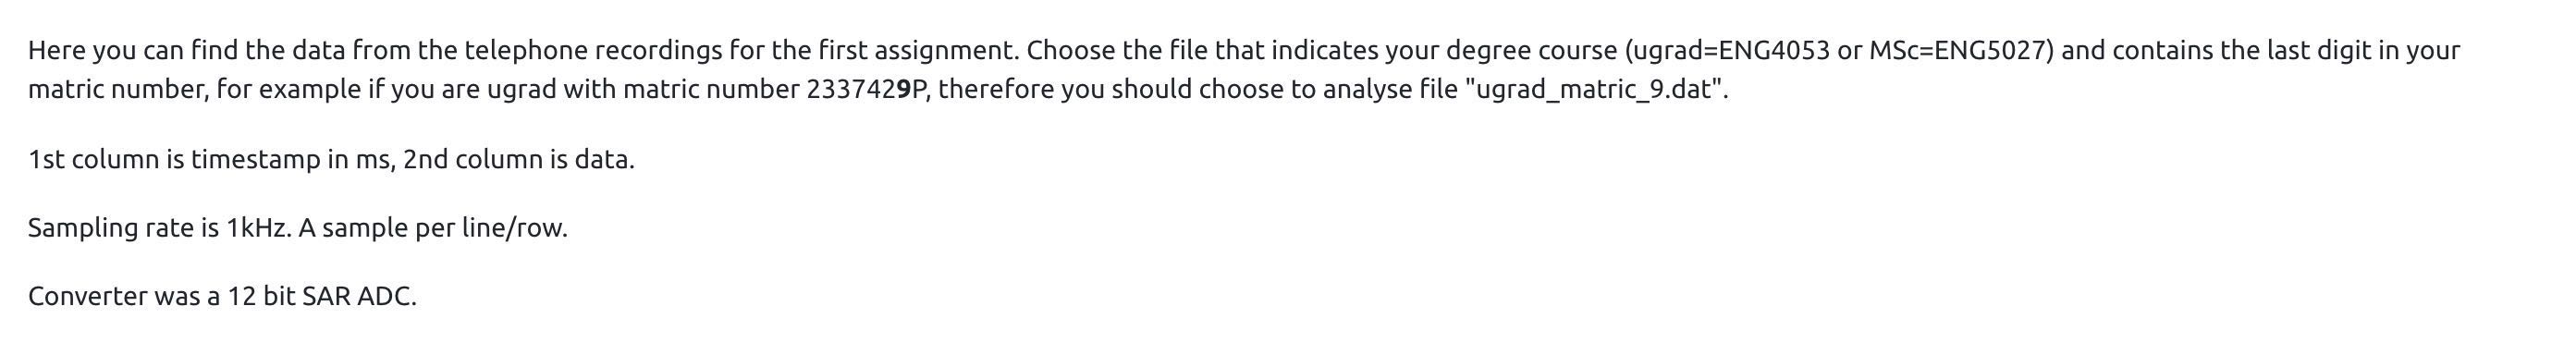 Here you can find the data from the telephone recordings for the first assignment. Choose the file that indicates your degree course (ugrad=ENG4053 or MSc=ENG5027) and contains the last digit in your
matric number, for example if you are ugrad with matric number 2337429P, therefore you should choose to analyse file "ugrad_matric_9.dat".
1st column is timestamp in ms, 2nd column is data.
Sampling rate is 1kHz. A sample per line/row.
Converter was a 12 bit SAR ADC.